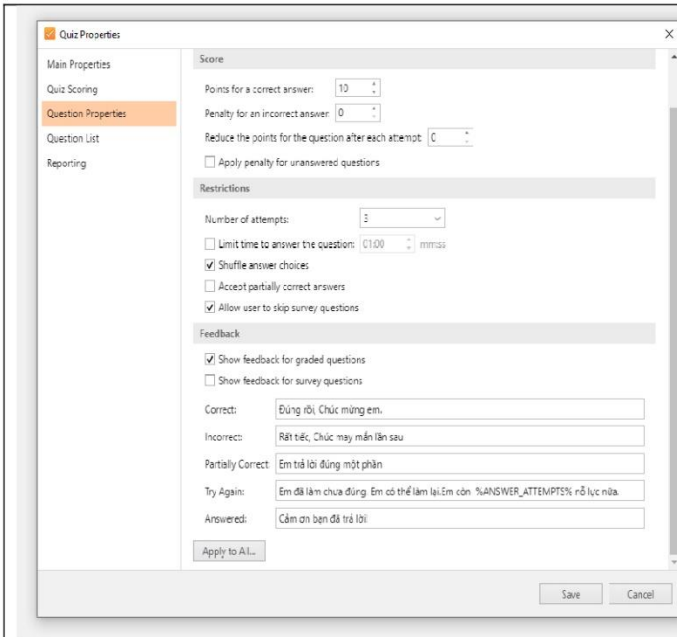 Quiz Properties
Main Properties
Quiz Scoring
Question Properties
Question List
Reporting
Score
Points for a correct answer: 10
Penalty for an incorrect answer 0
Reduce the points for the question after each attempt 0
Apply penalty for unanswered questions
Restrictions
Number of attempts: 3
Limit time to answer the question: 01:00 mm:ss
Shuffle answer choices
Accept partially correct answers
Allow user to skip survey questions
Feedback
Show feedback for graded questions
Show feedback for survey questions
Correct: Đúng rồi, Chúc mừng em.
Incorrect: Rất tiếc, Chúc may mắn lần sau
Partially Correct Em trả lời đúng một phần
Try Again: Em đã làm chưa đúng. Em có thể làm lại.Em còn %ANSWER_ATTEMPTS% nỗ lực nữa.
Answered: Cảm ơn bạn đã trả lời!
Apply to All...
Save Cancel